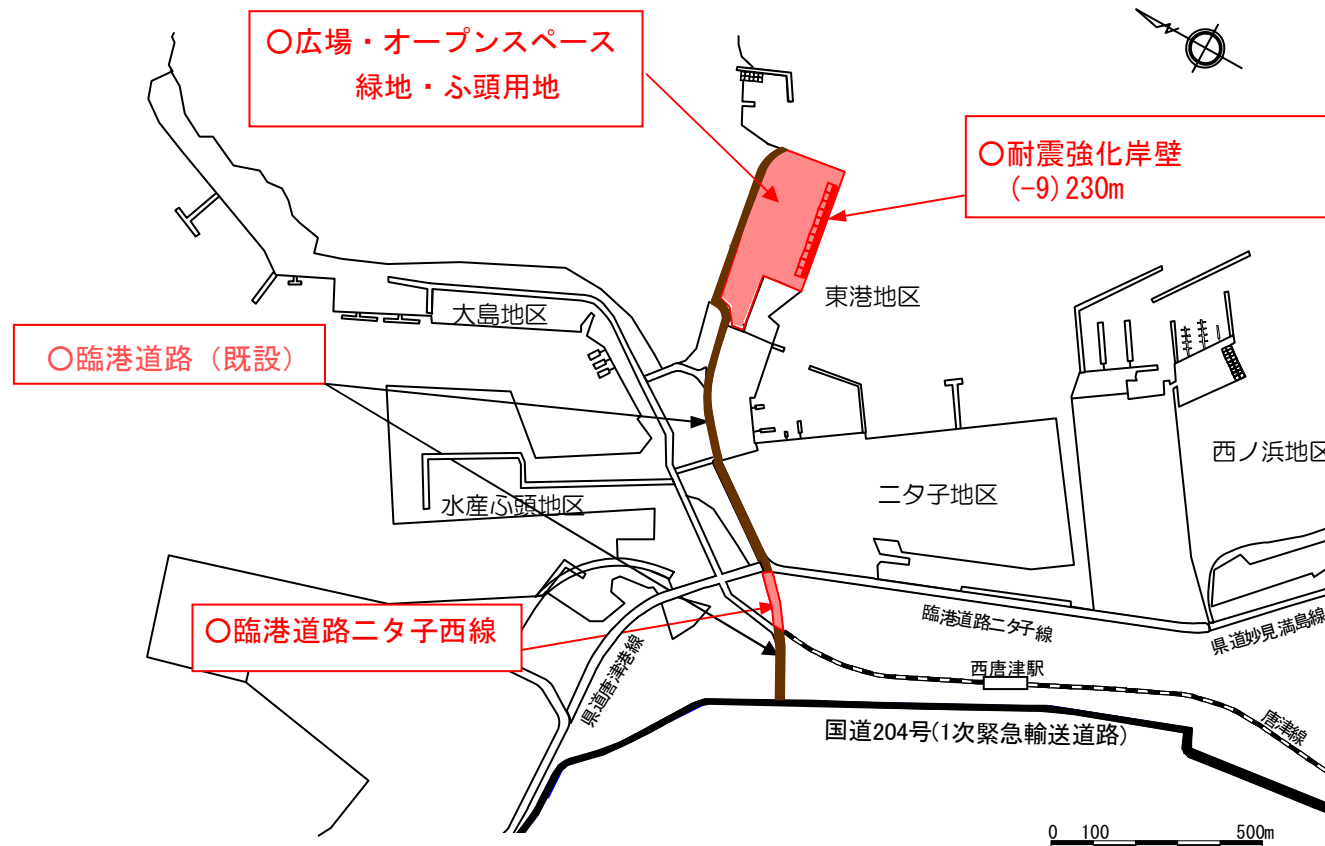 〇広場・オープンスペース
緑地・ふ頭用地
〇耐震強化岸壁
(-9)230m
東港地区
大島地区
〇臨港道路（既設）
西ノ浜地区
二タ子地区
水産ふ頭地区
〇臨港道路二タ子西線
臨港道路二タ子線
県道妙見満島線
県道唐津港線
西唐津駅
唐津線
国道204号(1次緊急輸送道路)
0 100 500m